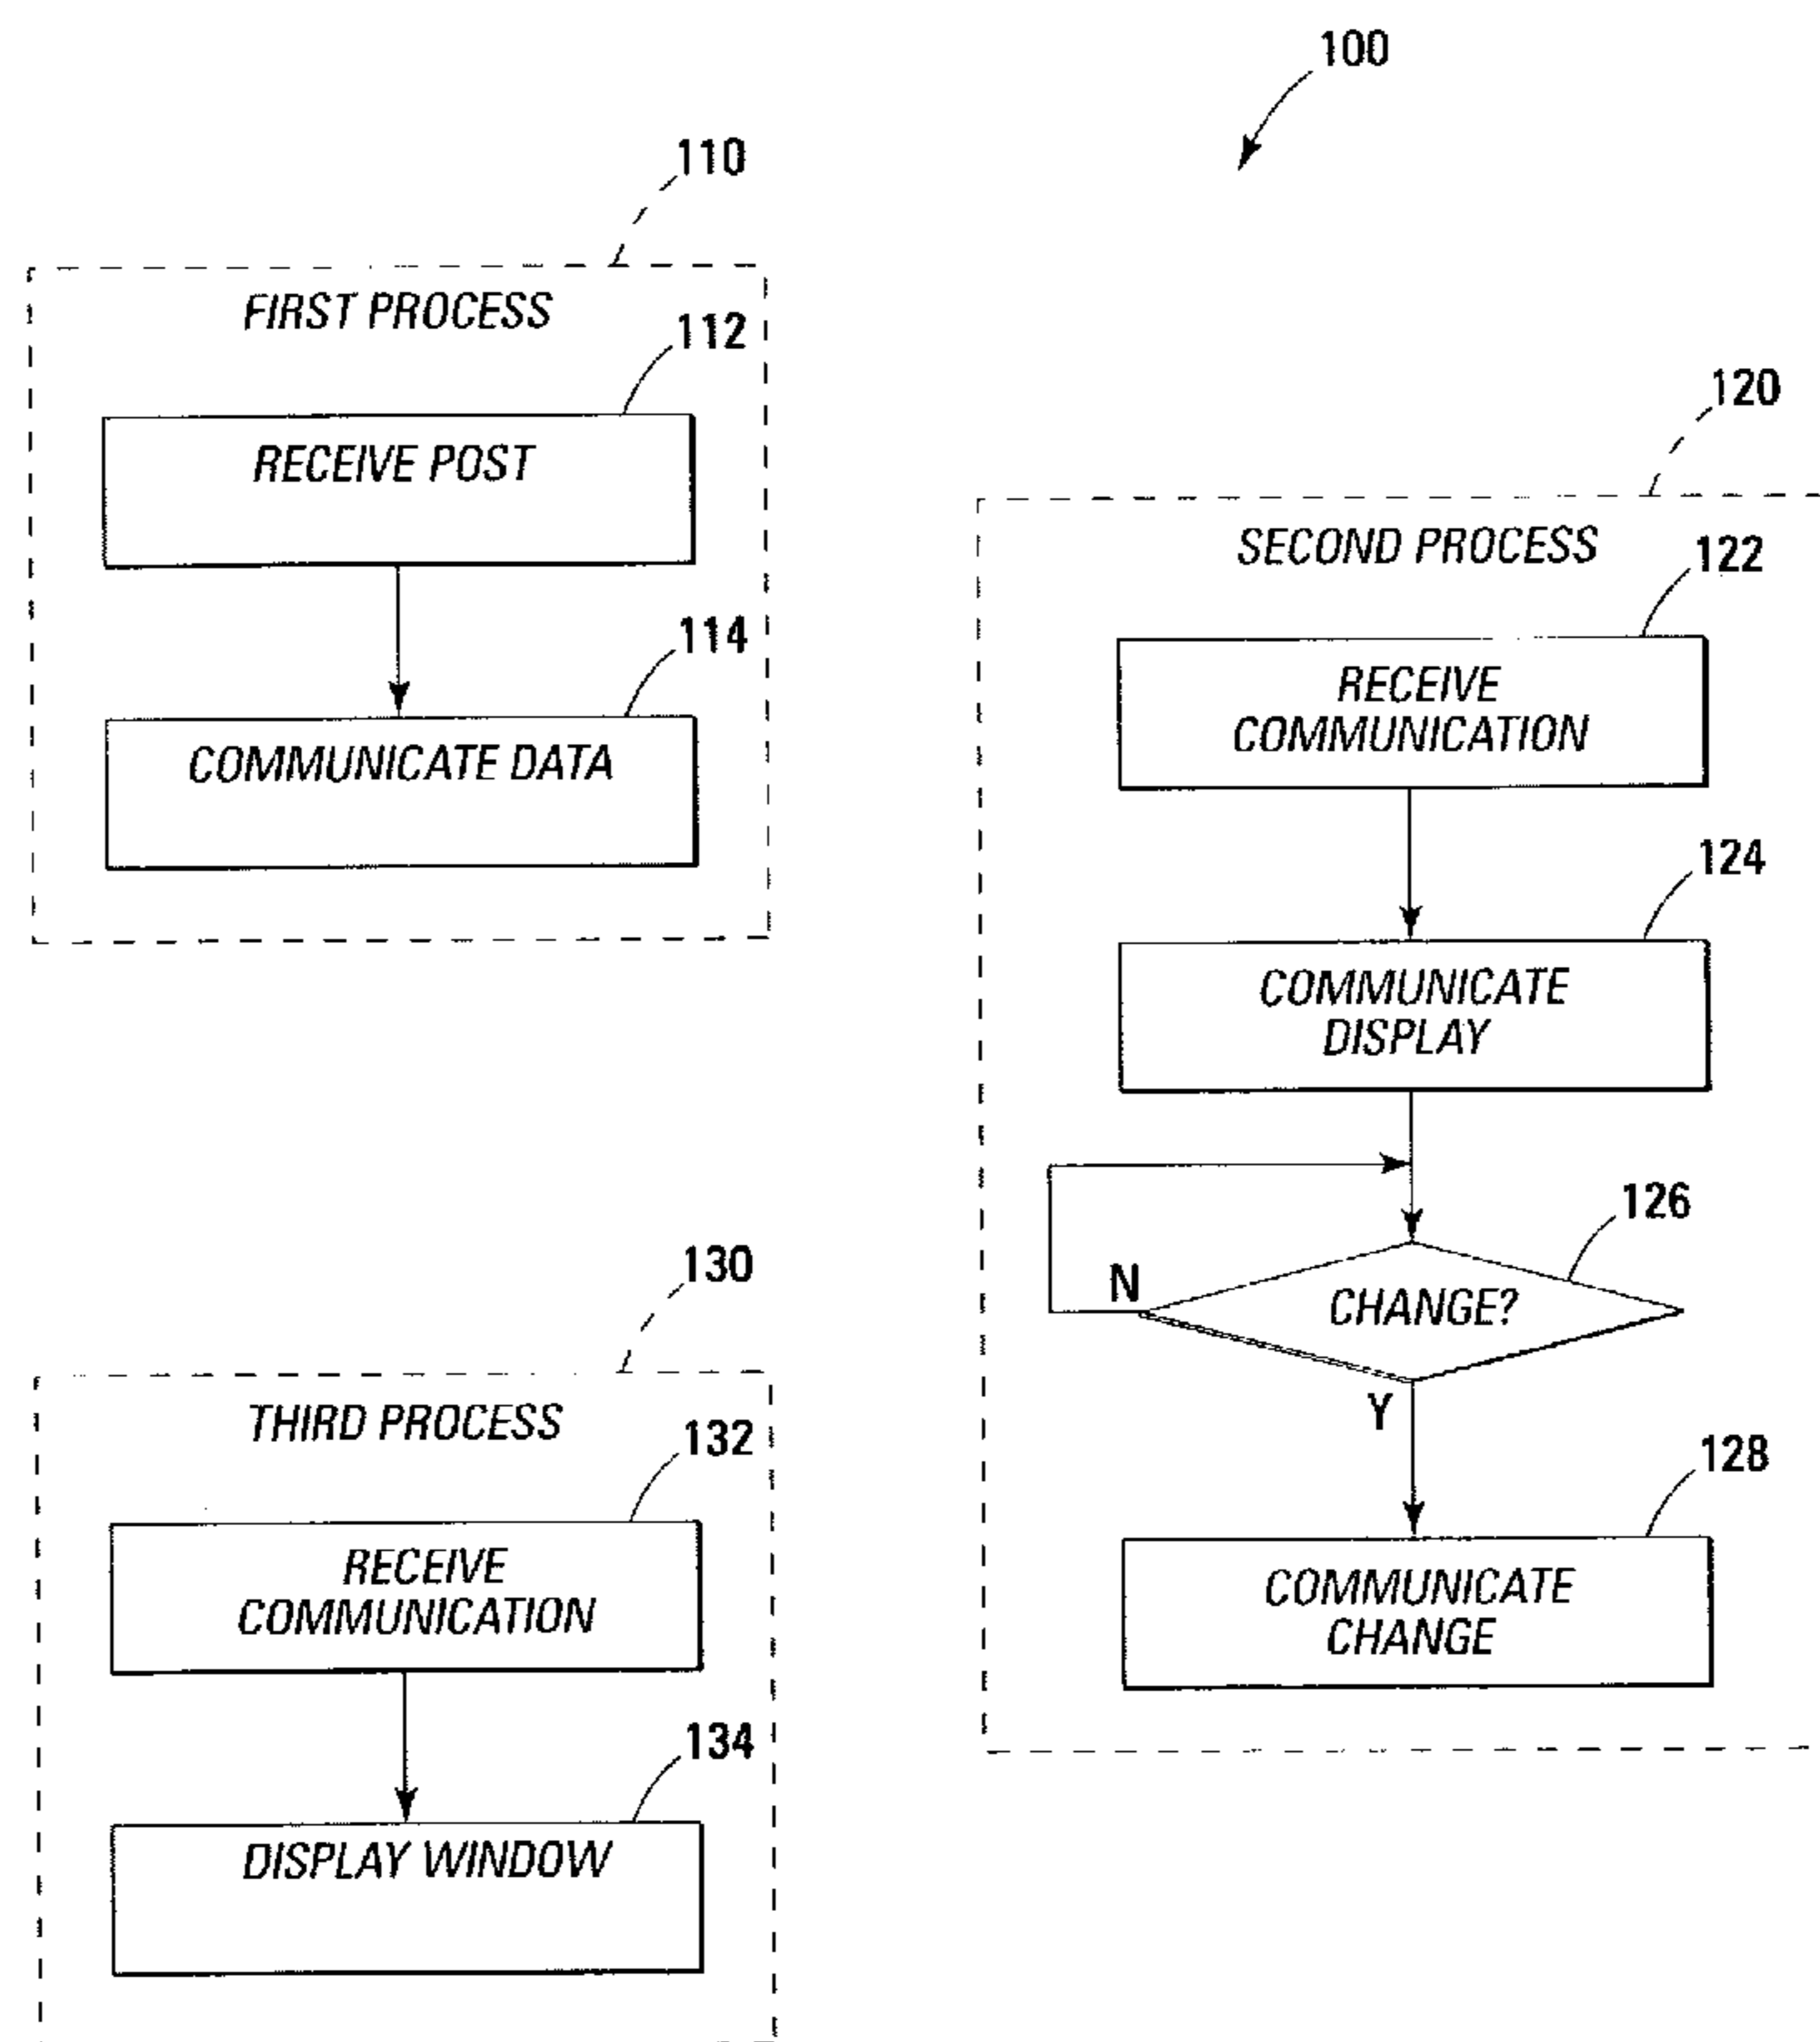 100
110
FIRST PROCESS
112
RECEIVE POST
114
COMMUNICATE DATA
120
SECOND PROCESS
122
RECEIVE
COMMUNICATION
124
COMMUNICATE
DISPLAY
126
N
CHANGE?
Y
128
COMMUNICATE
CHANGE
130
THIRD PROCESS
132
RECEIVE
COMMUNICATION
134
DISPLAY WINDOW